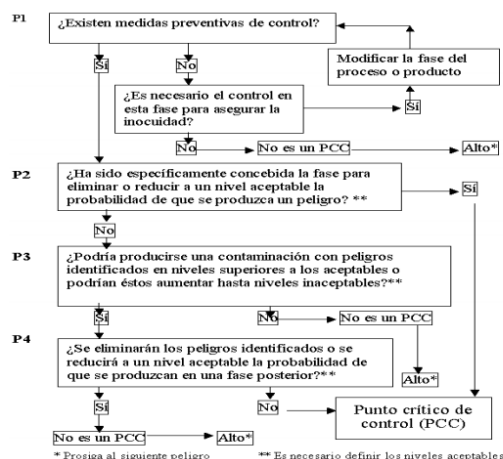 P1
¿Existen medidas preventivas de control?
Sí
No
Modificar la fase del
proceso o producto
¿Es necesario el control en
esta fase para asegurar la
inocuidad?
Sí
No
No es un PCC
Alto*
P2
¿Ha sido específicamente concebida la fase para
eliminar o reducir a un nivel aceptable la
probabilidad de que se produzca un peligro? **
Sí
No
P3
¿Podría producirse una contaminación con peligros
identificados en niveles superiores a los aceptables o
podrían éstos aumentar hasta niveles inaceptables?**
Sí
No
No es un PCC
Alto*
P4
¿Se eliminarán los peligros identificados o se
reducirá a un nivel aceptable la probabilidad de
que se produzcan en una fase posterior?**
Sí
No
Punto crítico de
control (PCC)
No es un PCC
Alto*
* Prosiga al siguiente peligro
** Es necesario definir los niveles aceptables